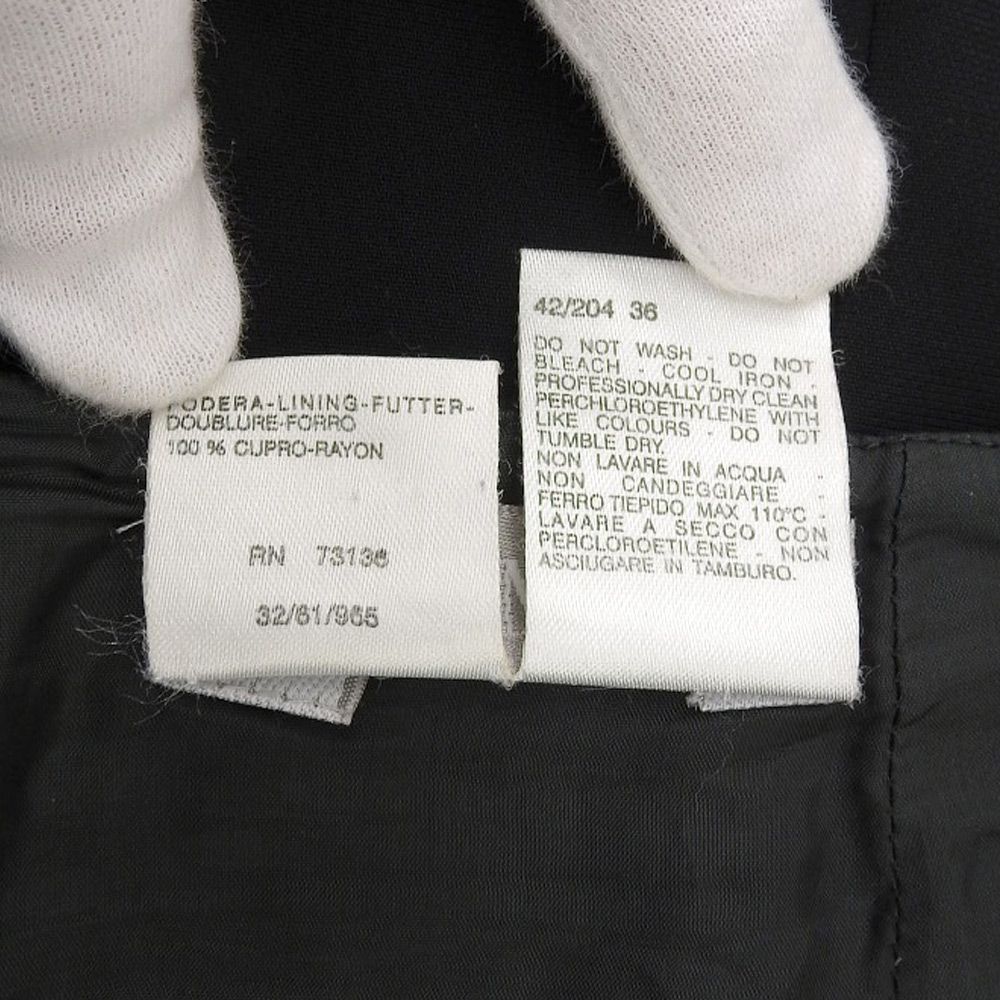 FODERA-LINING-FUTTER-
DOUBLURE-FORRO
100 % CUPRO-RAYON
RN 73136
32/61/965
42/204 36
DO NOT WASH - DO NOT
BLEACH - COOL IRON -
PROFESSIONALLY DRY CLEAN
PERCHLOROETHYLENE WITH
LIKE COLOURS - DO NOT
TUMBLE DRY.
NON LAVARE IN ACQUA -
NON CANDEGGIARE -
FERRO TIEPIDO MAX 110°C -
LAVARE A SECCO CON
PERCLOROETILENE - NON
ASCIUGARE IN TAMBURO.